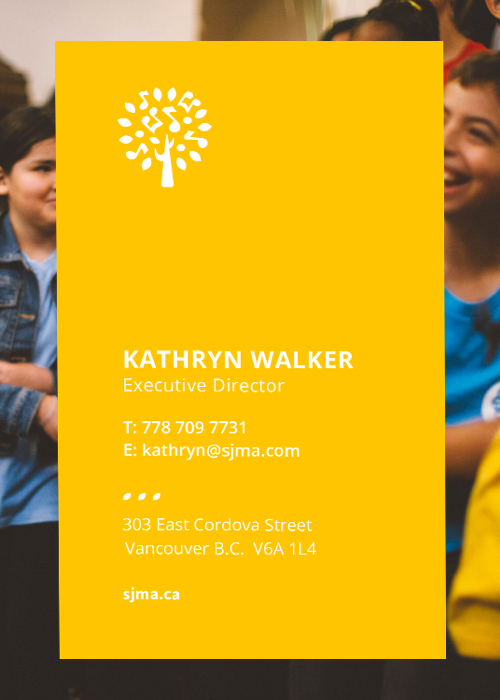 KATHRYN WALKER
Executive Director
T: 778 709 7731
E: kathryn@sjma.com
303 East Cordova Street
Vancouver B.C. V6A 1L4
sjma.ca